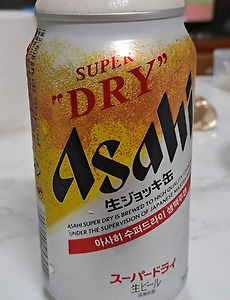 SUPER
"DRY"
Asahi
生ジョッキ缶
ASAHI SUPER DRY IS BREWED TO HIGH QUALITY
UNDER THE SUPERVISION OF JAPANESE MASTER
아사히 수퍼드라이 생맥주캔
スーパードライ
生ビール